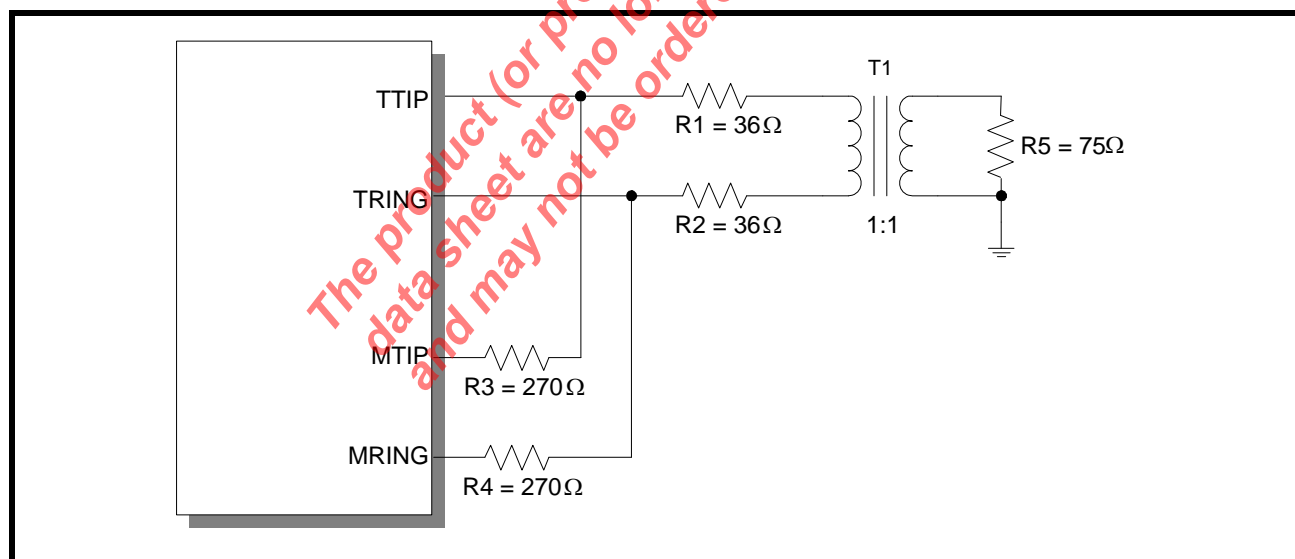 The product (or pro
data sheet are no lo
and may not be ordere
T1
TTIP
R1 = 36Ω
R5 = 75Ω
TRING
R2 = 36Ω
1:1
MTIP
R3 = 270Ω
MRING
R4 = 270Ω